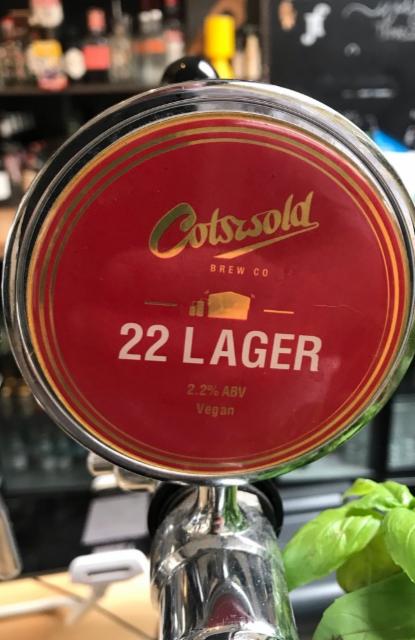 Cotswold
BREW CO
22 LAGER
2.2% ABV
Vegan